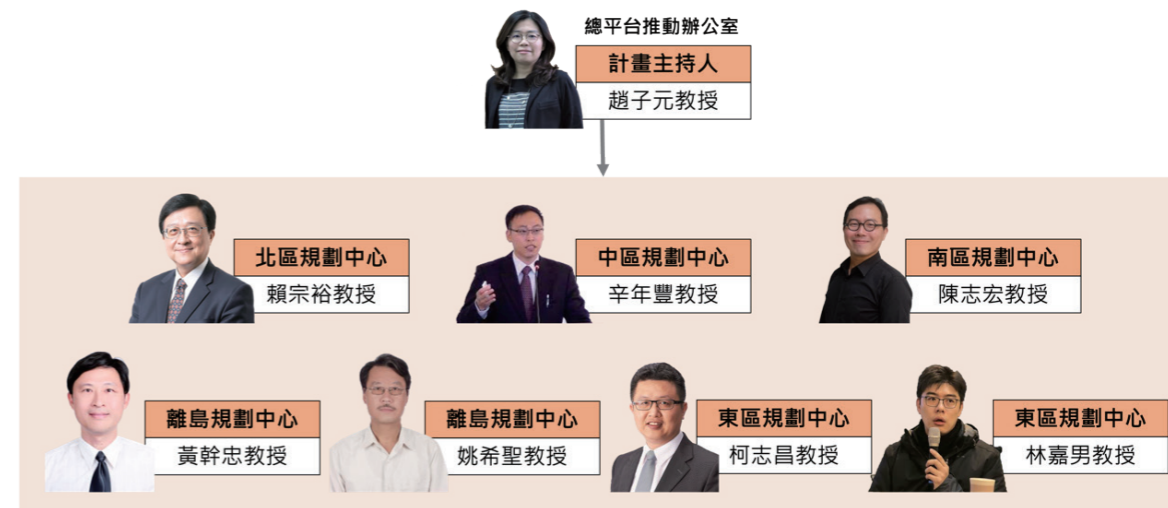 總平台推動辦公室
計畫主持人
趙子元教授
北區規劃中心
賴宗裕教授
中區規劃中心
辛年豐教授
南區規劃中心
陳志宏教授
離島規劃中心
黃幹忠教授
離島規劃中心
姚希聖教授
東區規劃中心
柯志昌教授
東區規劃中心
林嘉男教授